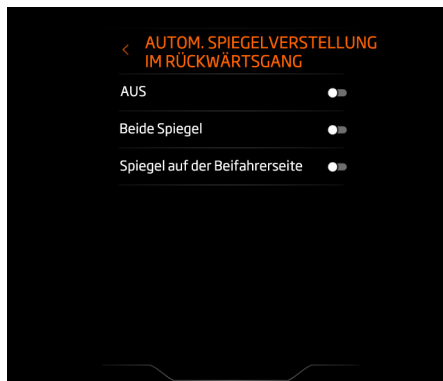 AUTOM. SPIEGELVERSTELLUNG
IM RÜCKWÄRTSGANG
AUS
Beide Spiegel
Spiegel auf der Beifahrerseite